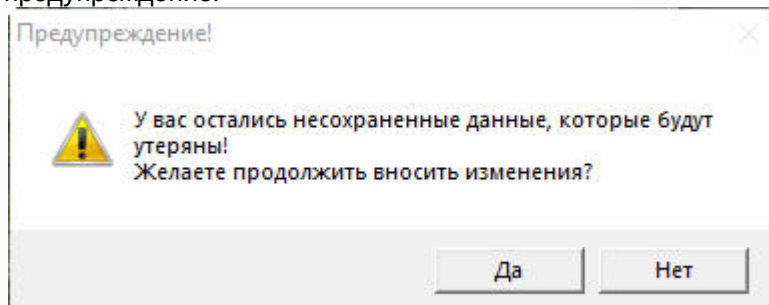 предупреждение:
Предупреждение!
У вас остались несохраненные данные, которые будут
утеряны!
Желаете продолжить вносить изменения?
Да
Нет